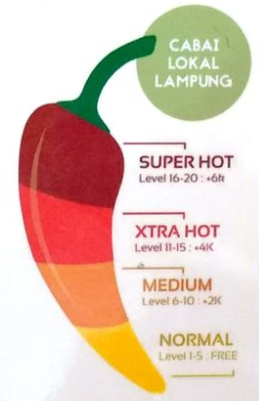 CABAI
LOKAL
LAMPUNG
SUPER HOT
Level 16-20 : +6k
XTRA HOT
Level 11-15 : +4K
MEDIUM
Level 6-10 : +2K
NORMAL
Level 1-5 : FREE